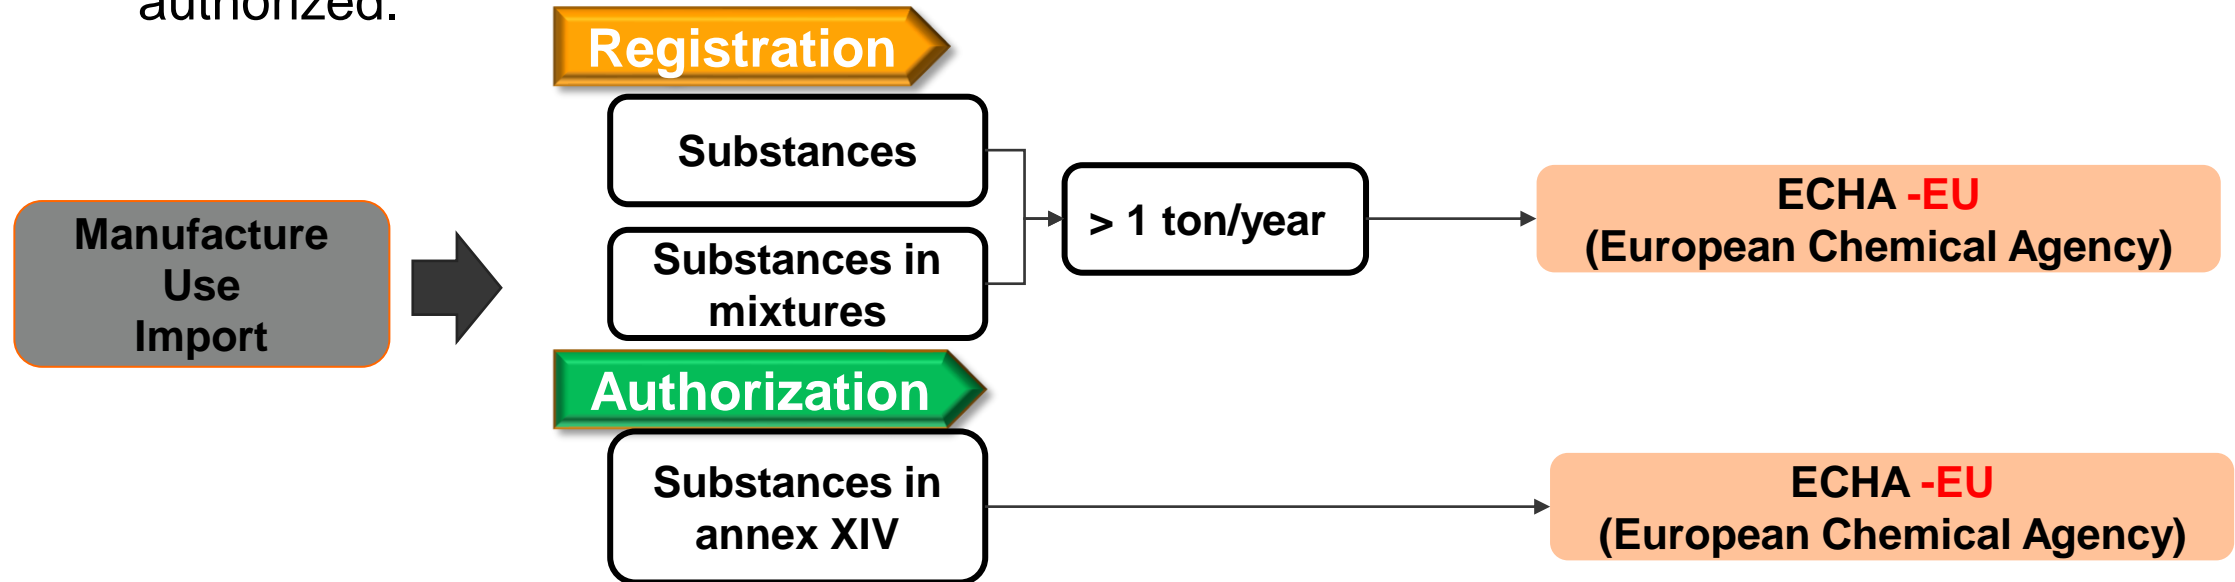 authorized.
Registration
Substances
Substances in
mixtures
> 1 ton/year
ECHA -EU
(European Chemical Agency)
Manufacture
Use
Import
Authorization
Substances in
annex XIV
ECHA -EU
(European Chemical Agency)